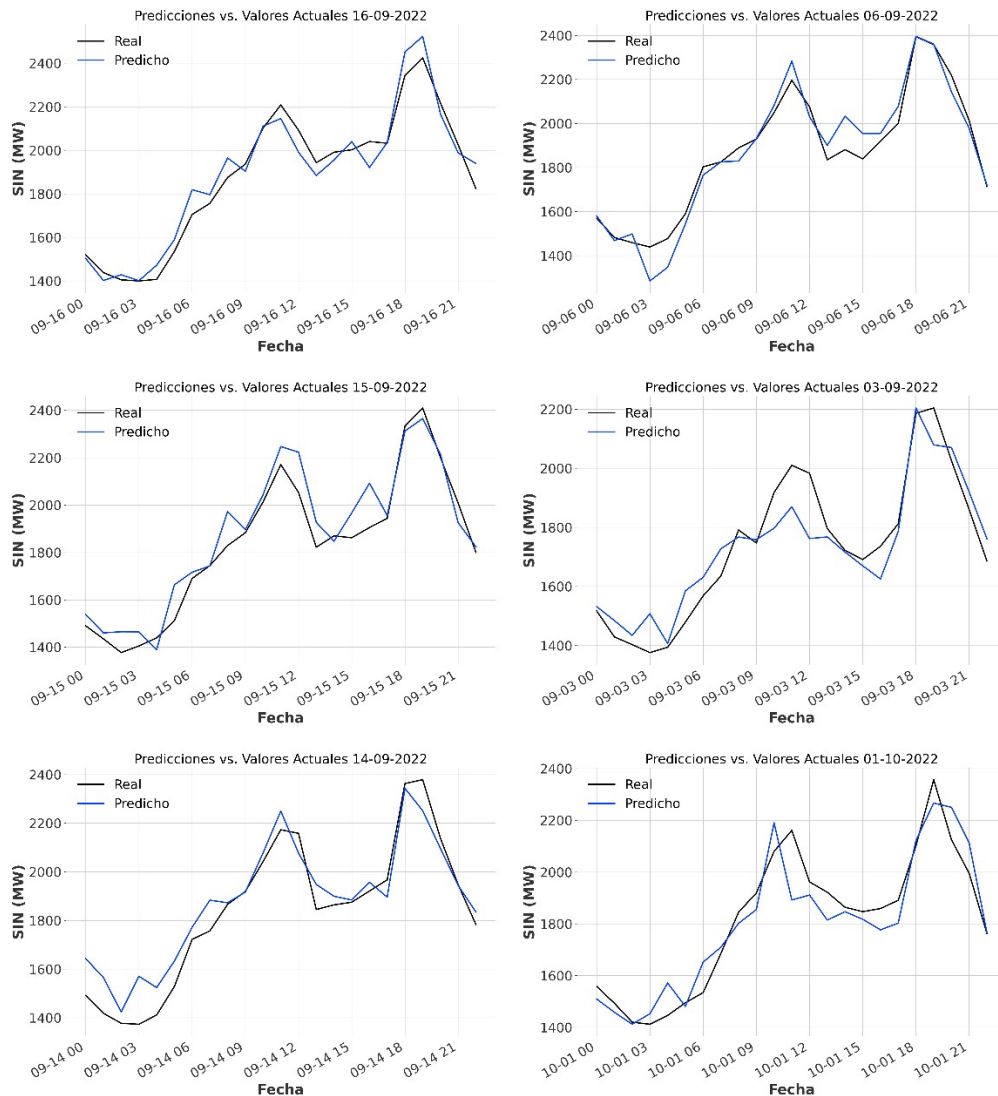 Predicciones vs. Valores Actuales 16-09-2022
Real
Predicho
2400
2200
2000
1800
1600
1400
SIN (MW)
09-16 00
09-16 03
09-16 06
09-16 09
09-16 12
09-16 15
09-16 18
09-16 21
Fecha
Predicciones vs. Valores Actuales 06-09-2022
Real
Predicho
2400
2200
2000
1800
1600
1400
SIN (MW)
09-06 00
09-06 03
09-06 06
09-06 09
09-06 12
09-06 15
09-06 18
09-06 21
Fecha
Predicciones vs. Valores Actuales 15-09-2022
Real
Predicho
2400
2200
2000
1800
1600
1400
SIN (MW)
09-15 00
09-15 03
09-15 06
09-15 09
09-15 12
09-15 15
09-15 18
09-15 21
Fecha
Predicciones vs. Valores Actuales 03-09-2022
Real
Predicho
2200
2000
1800
1600
1400
SIN (MW)
09-03 00
09-03 03
09-03 06
09-03 09
09-03 12
09-03 15
09-03 18
09-03 21
Fecha
Predicciones vs. Valores Actuales 14-09-2022
Real
Predicho
2400
2200
2000
1800
1600
1400
SIN (MW)
09-14 00
09-14 03
09-14 06
09-14 09
09-14 12
09-14 15
09-14 18
09-14 21
Fecha
Predicciones vs. Valores Actuales 01-10-2022
Real
Predicho
2400
2200
2000
1800
1600
1400
SIN (MW)
10-01 00
10-01 03
10-01 06
10-01 09
10-01 12
10-01 15
10-01 18
10-01 21
Fecha